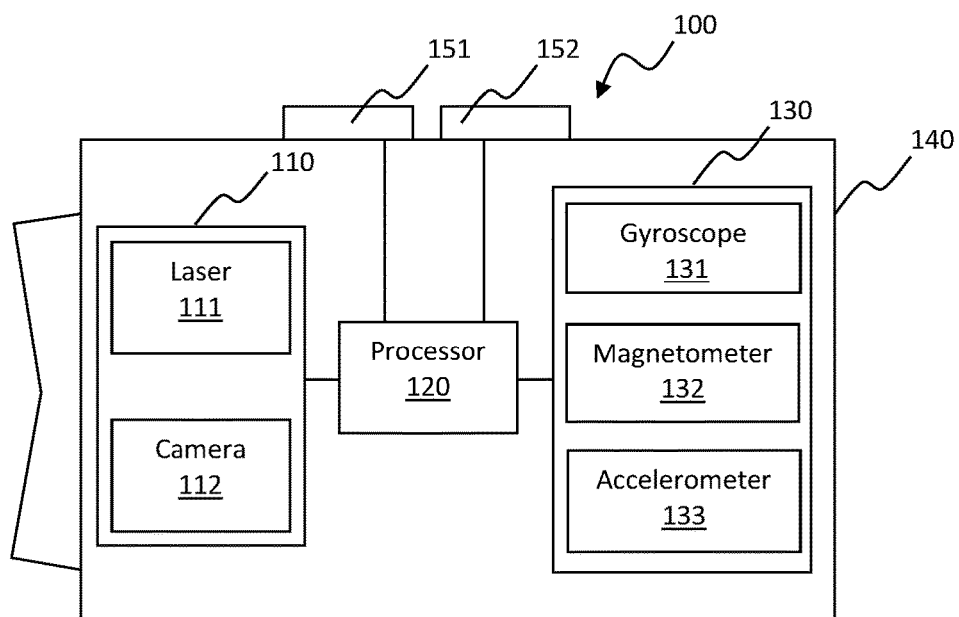 100
151
152
130
140
110
Gyroscope
131
Laser
111
Processor
120
Magnetometer
132
Camera
112
Accelerometer
133